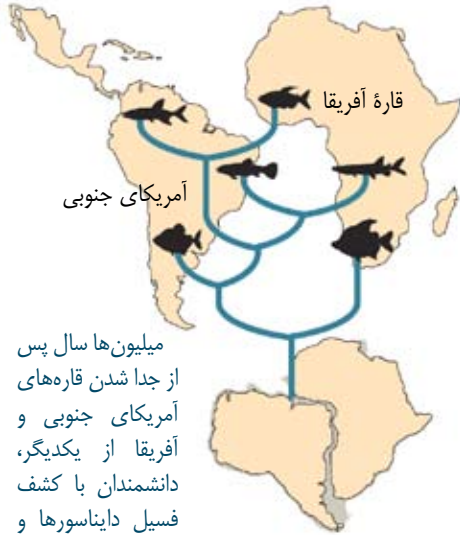 قارهٔ آفریقا
آمریکای جنوبی
میلیون‌ها سال پس
از جدا شدن قاره‌های
آمریکای جنوبی و
آفریقا از یکدیگر،
دانشمندان با کشف
فسیل دایناسورها و